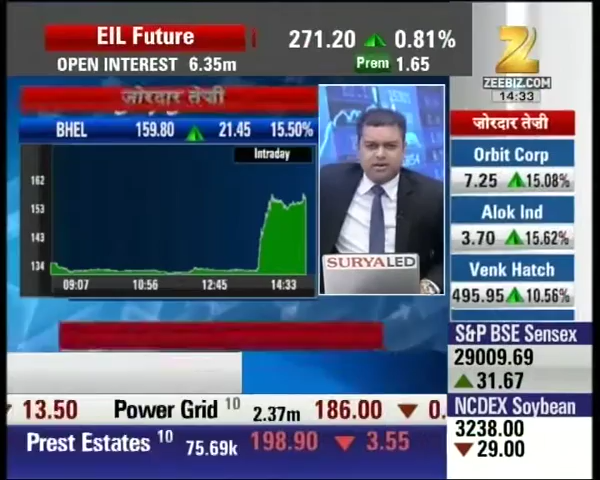 EIL Future
271.20 0.81%
OPEN INTEREST 6.35m
Prem 1.65
Z
ZEEBIZ.COM
14:33
जोरदार तेजी
BHEL 159.80 21.45 15.50%
Intraday
162
153
143
134
09:07 10:56 12:45 14:33
SURYA LED
जोरदार तेजी
Orbit Corp
7.25 15.08%
Alok Ind
3.70 15.62%
Venk Hatch
495.95 10.56%
S&P BSE Sensex
29009.69
31.67
NCDEX Soybean
3238.00
29.00
13.50 Power Grid 10 2.37m 186.00 0.
Prest Estates 10 75.69k 198.90 3.55